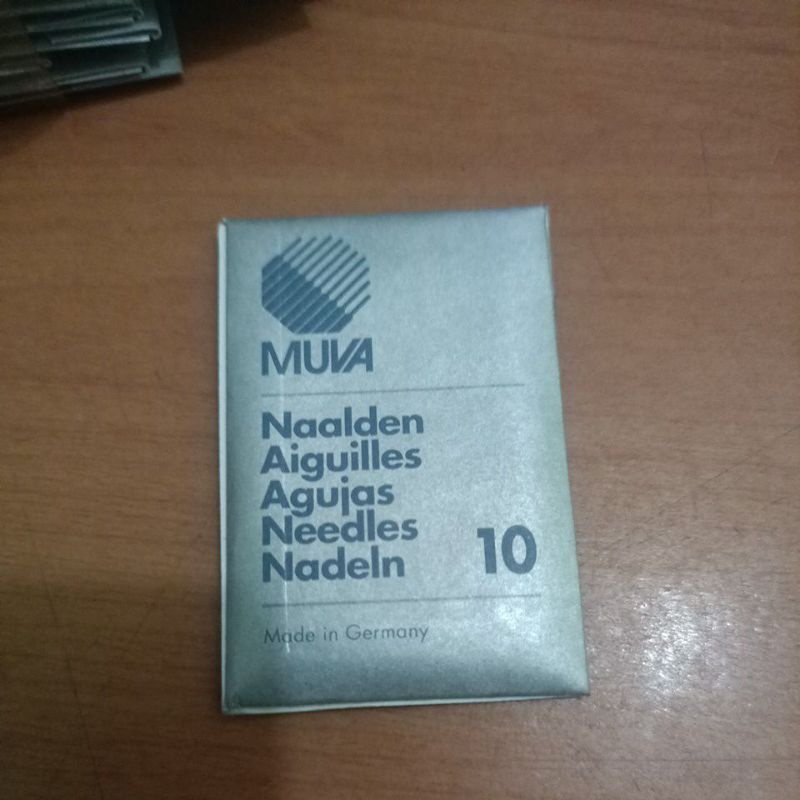 MUVA
Naalden
Aiguilles
Agujas
Needles
Nadeln 10
Made in Germany